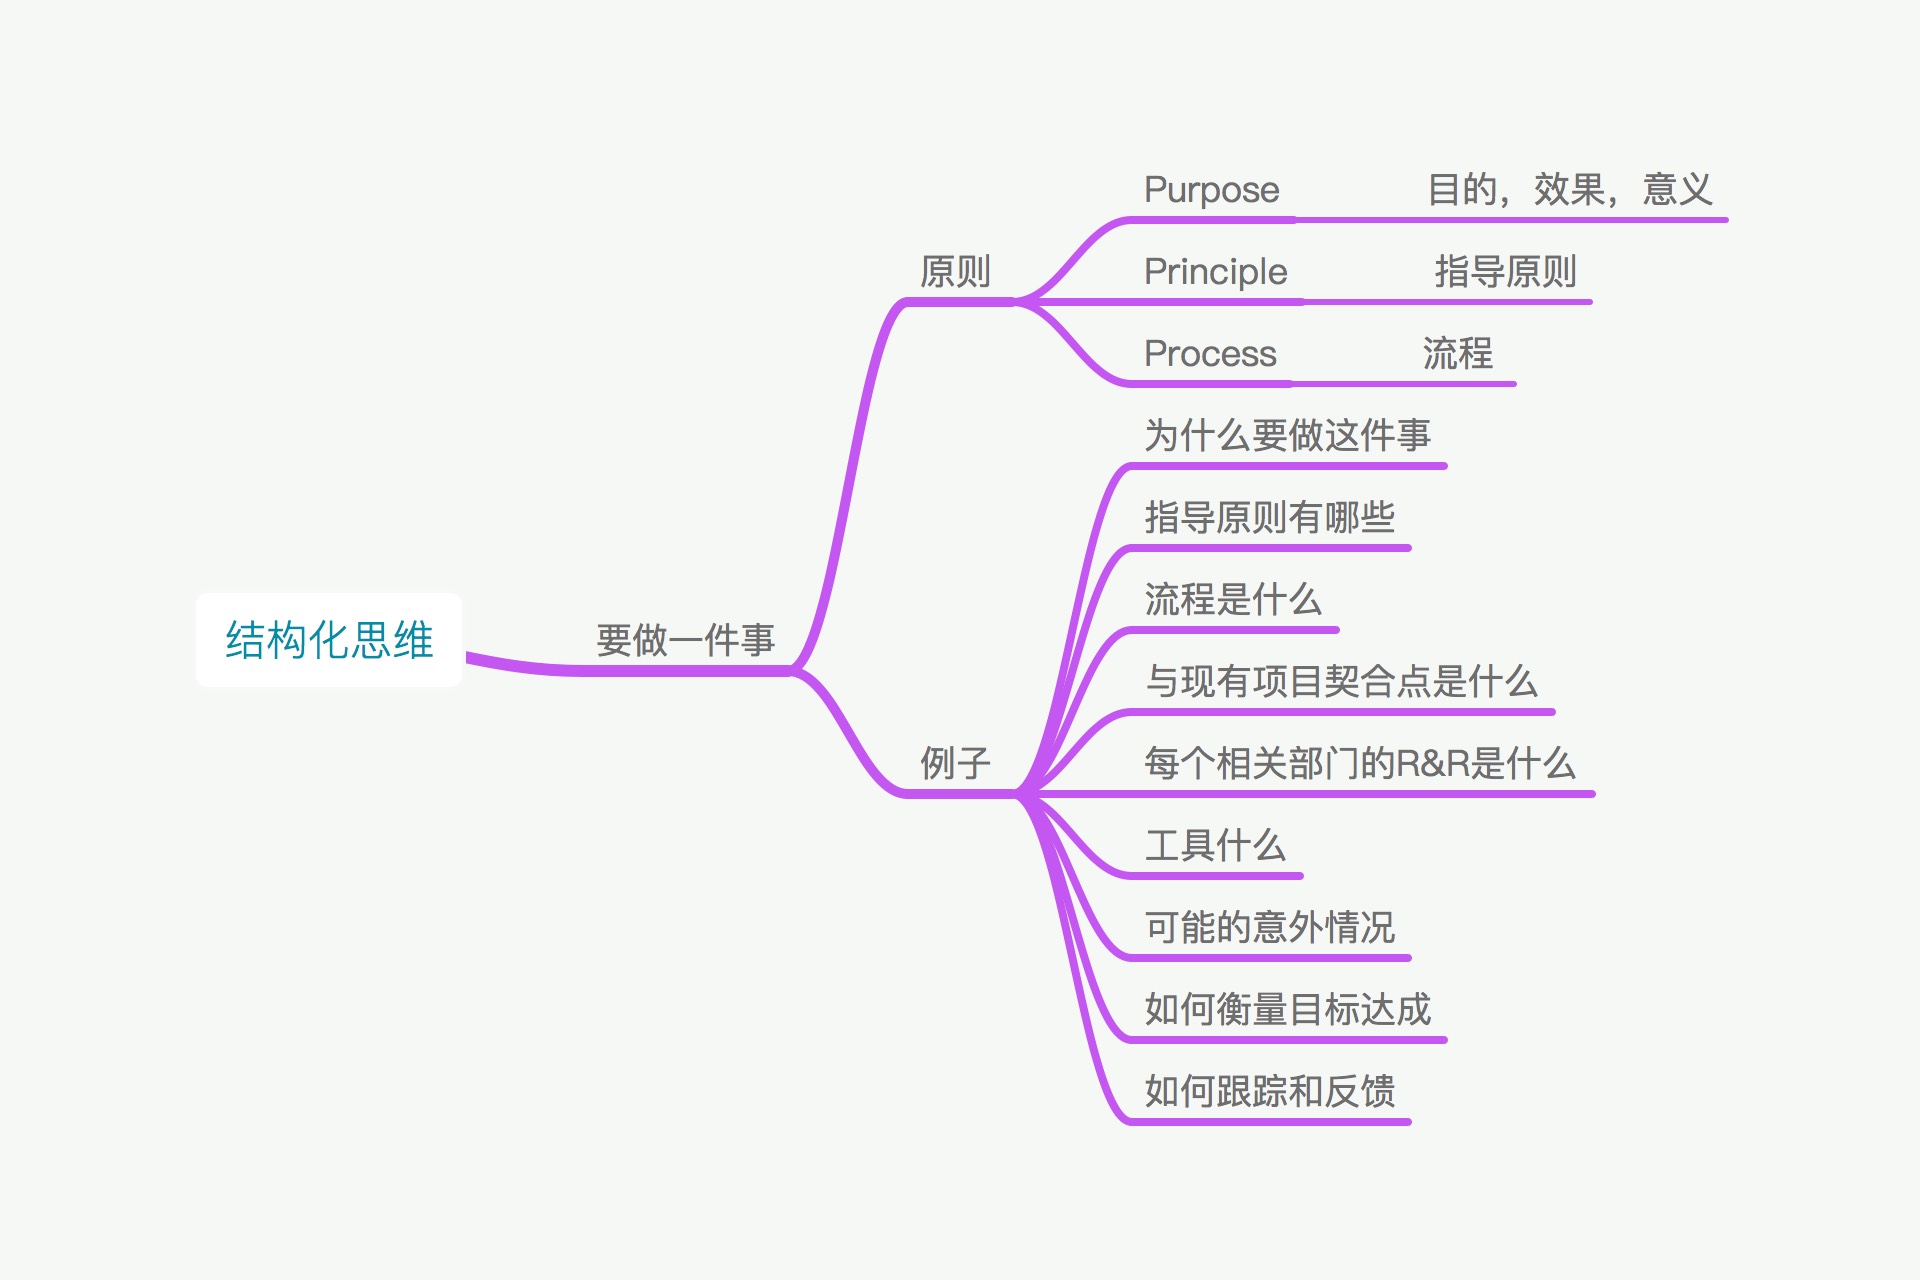 结构化思维
要做一件事
原则
Purpose 目的，效果，意义
Principle 指导原则
Process 流程
例子
为什么要做这件事
指导原则有哪些
流程是什么
与现有项目契合点是什么
每个相关部门的R&R是什么
工具什么
可能的意外情况
如何衡量目标达成
如何跟踪和反馈